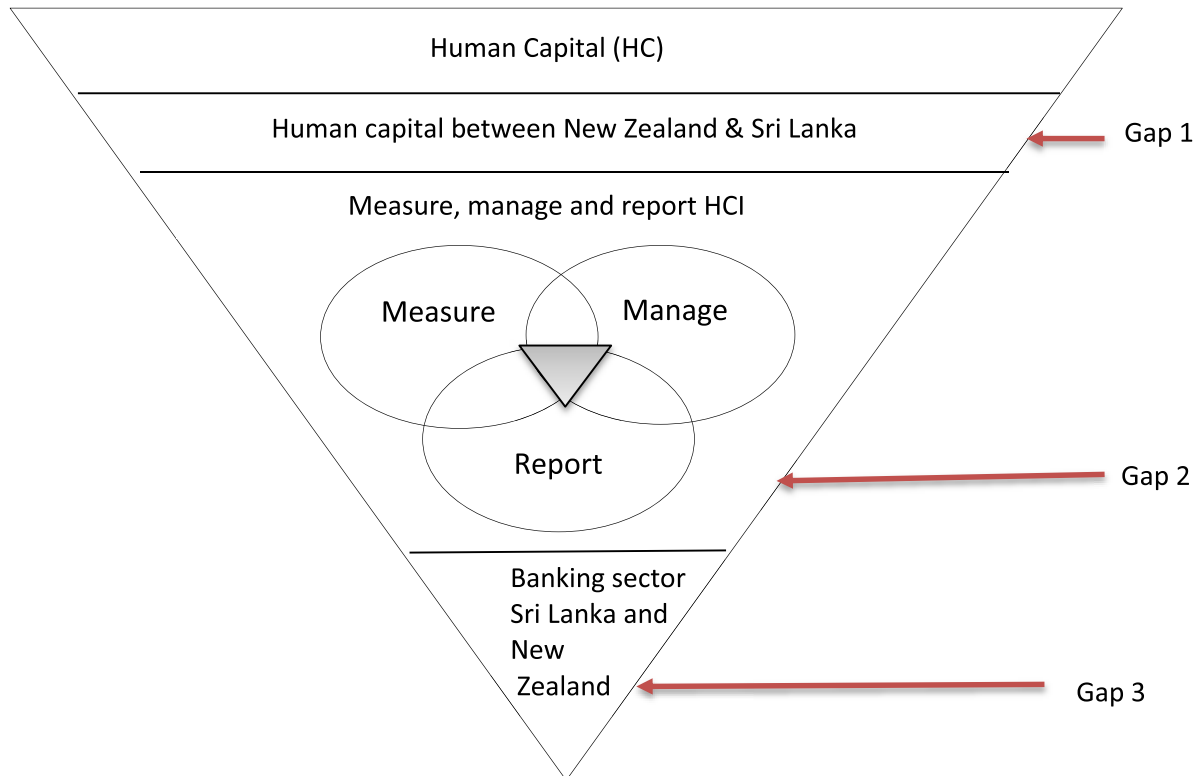 Human Capital (HC)
Human capital between New Zealand & Sri Lanka
Gap 1
Measure, manage and report HCI
Measure
Manage
Report
Gap 2
Banking sector
Sri Lanka and
New
Zealand
Gap 3